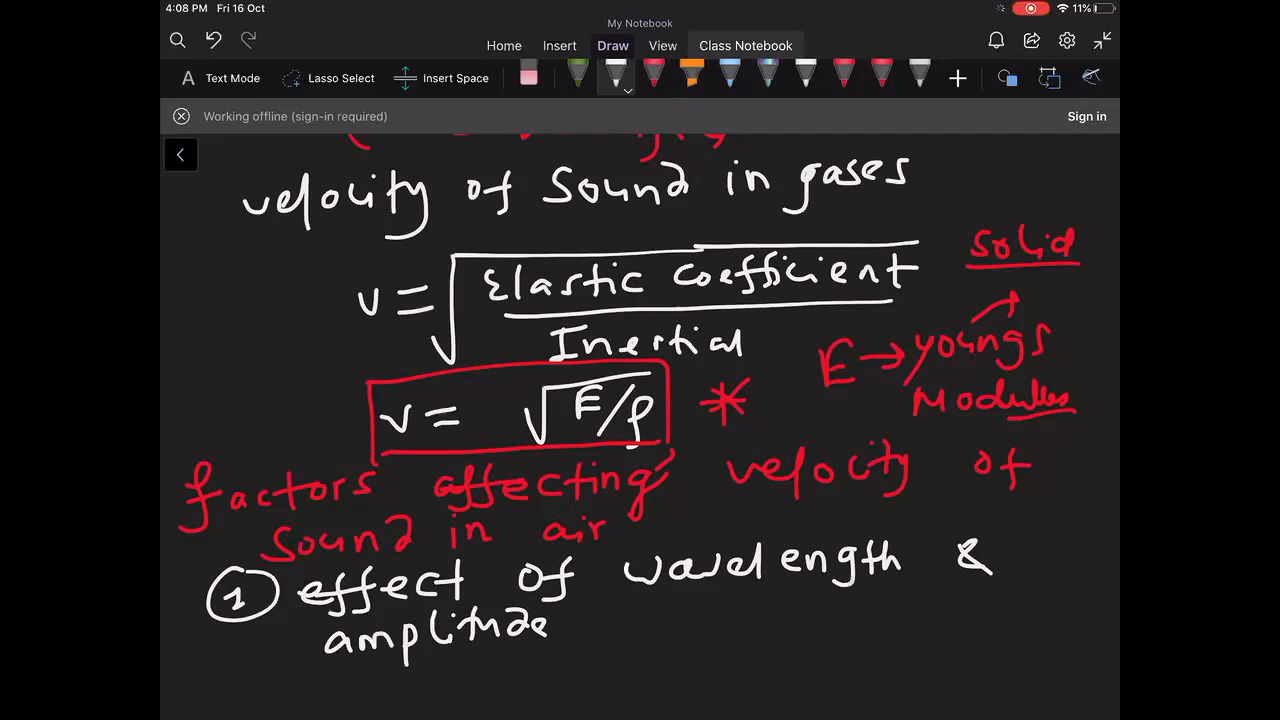 4:08 PM Fri 16 Oct
11%
My Notebook
Home Insert Draw View Class Notebook
Text Mode Lasso Select Insert Space
Working offline (sign-in required) Sign in
velocity of sound in gases
v = √Elastic coefficient
Inertial
solid
E → youngs
Modulles
v = √E/ρ *
factors affecting velocity of
sound in air
1 effect of wavelength &
amplitude